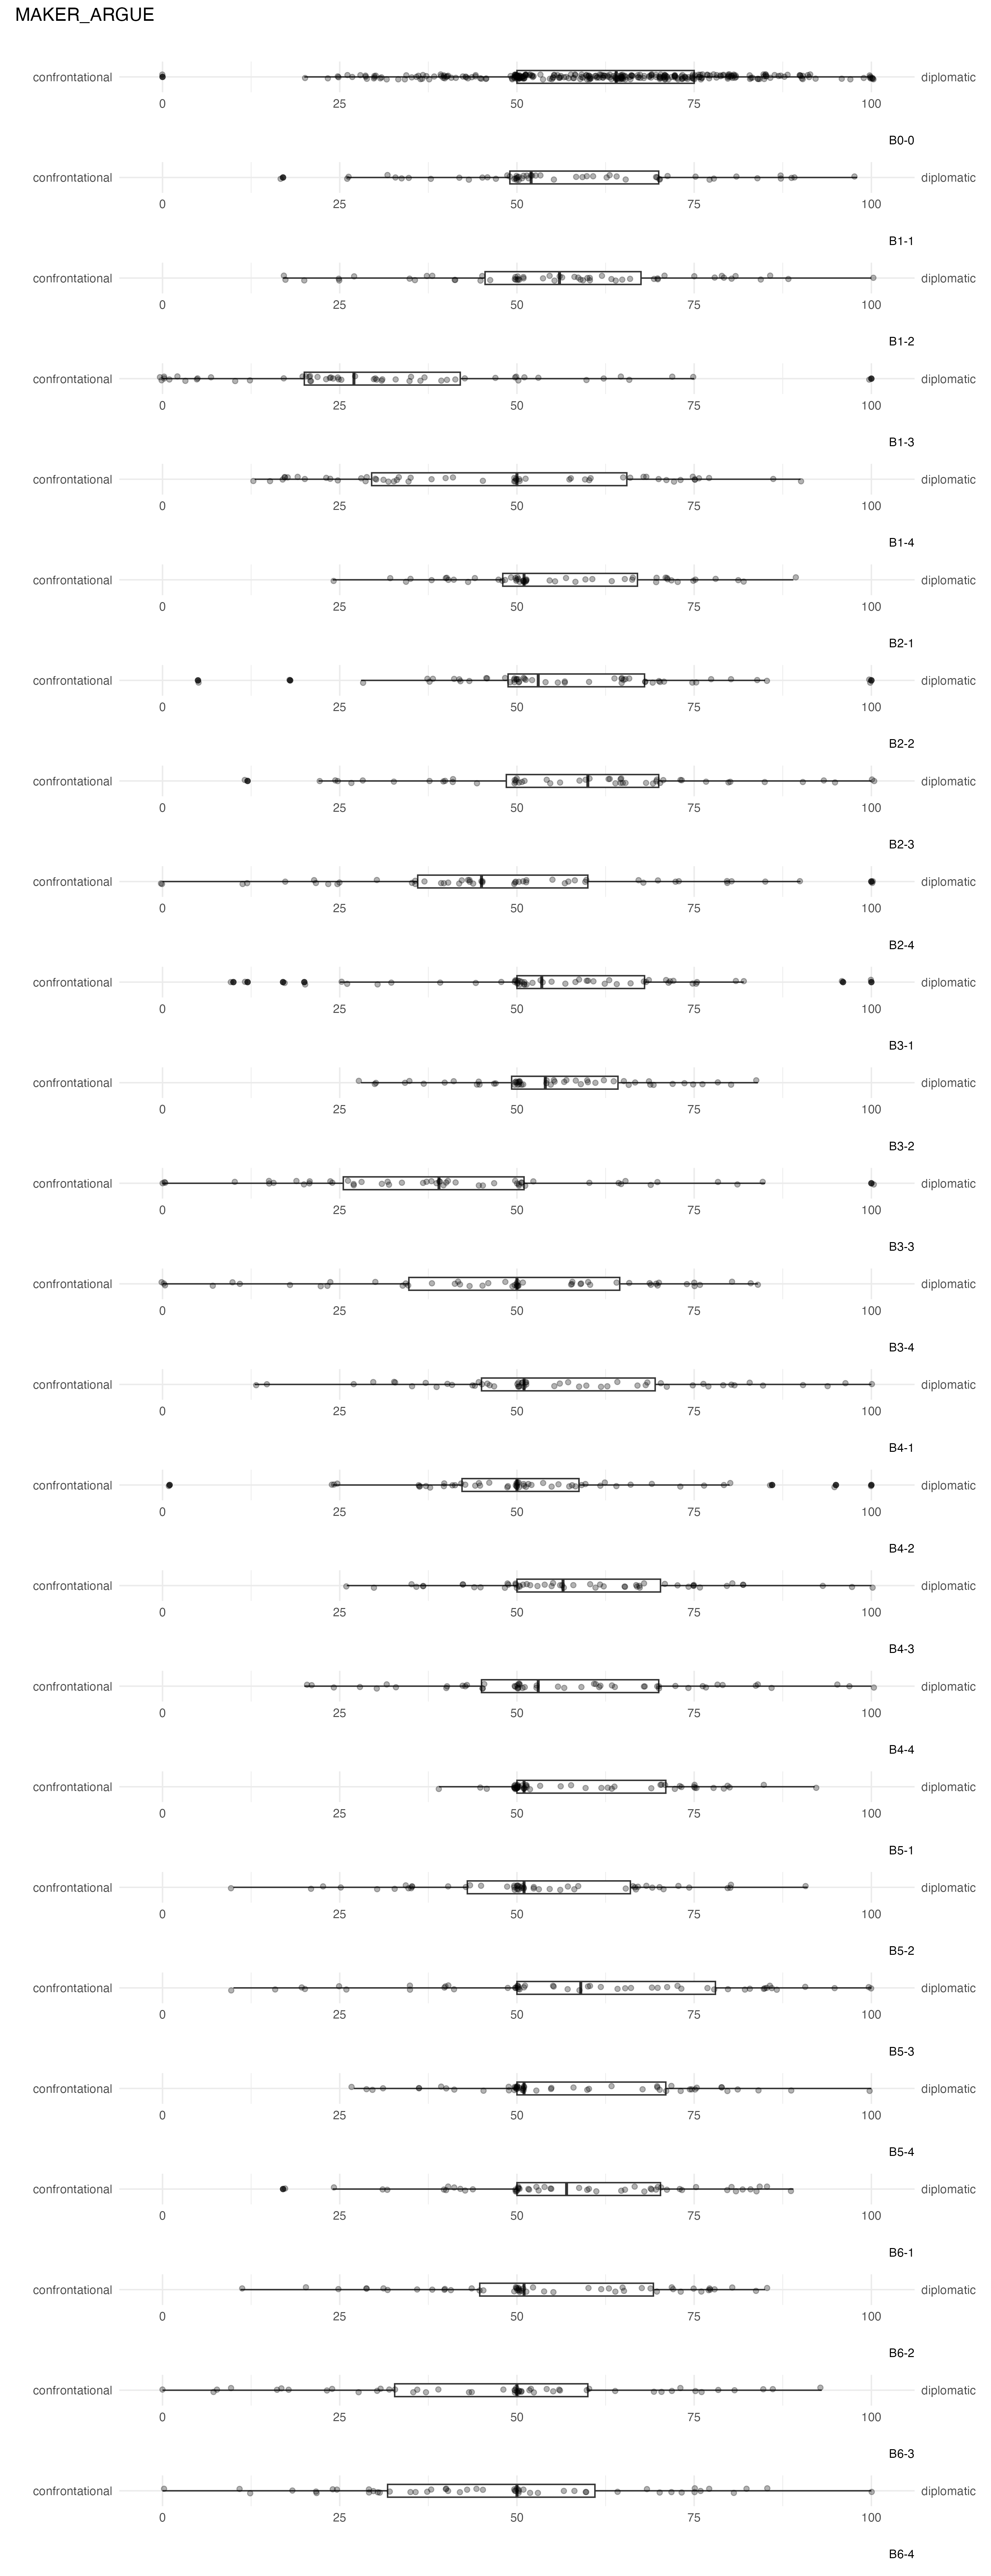 MAKER_ARGUE
confrontational diplomatic
0 25 50 75 100
B0-0
confrontational diplomatic
0 25 50 75 100
B1-1
confrontational diplomatic
0 25 50 75 100
B1-2
confrontational diplomatic
0 25 50 75 100
B1-3
confrontational diplomatic
0 25 50 75 100
B1-4
confrontational diplomatic
0 25 50 75 100
B2-1
confrontational diplomatic
0 25 50 75 100
B2-2
confrontational diplomatic
0 25 50 75 100
B2-3
confrontational diplomatic
0 25 50 75 100
B2-4
confrontational diplomatic
0 25 50 75 100
B3-1
confrontational diplomatic
0 25 50 75 100
B3-2
confrontational diplomatic
0 25 50 75 100
B3-3
confrontational diplomatic
0 25 50 75 100
B3-4
confrontational diplomatic
0 25 50 75 100
B4-1
confrontational diplomatic
0 25 50 75 100
B4-2
confrontational diplomatic
0 25 50 75 100
B4-3
confrontational diplomatic
0 25 50 75 100
B4-4
confrontational diplomatic
0 25 50 75 100
B5-1
confrontational diplomatic
0 25 50 75 100
B5-2
confrontational diplomatic
0 25 50 75 100
B5-3
confrontational diplomatic
0 25 50 75 100
B5-4
confrontational diplomatic
0 25 50 75 100
B6-1
confrontational diplomatic
0 25 50 75 100
B6-2
confrontational diplomatic
0 25 50 75 100
B6-3
confrontational diplomatic
0 25 50 75 100
B6-4